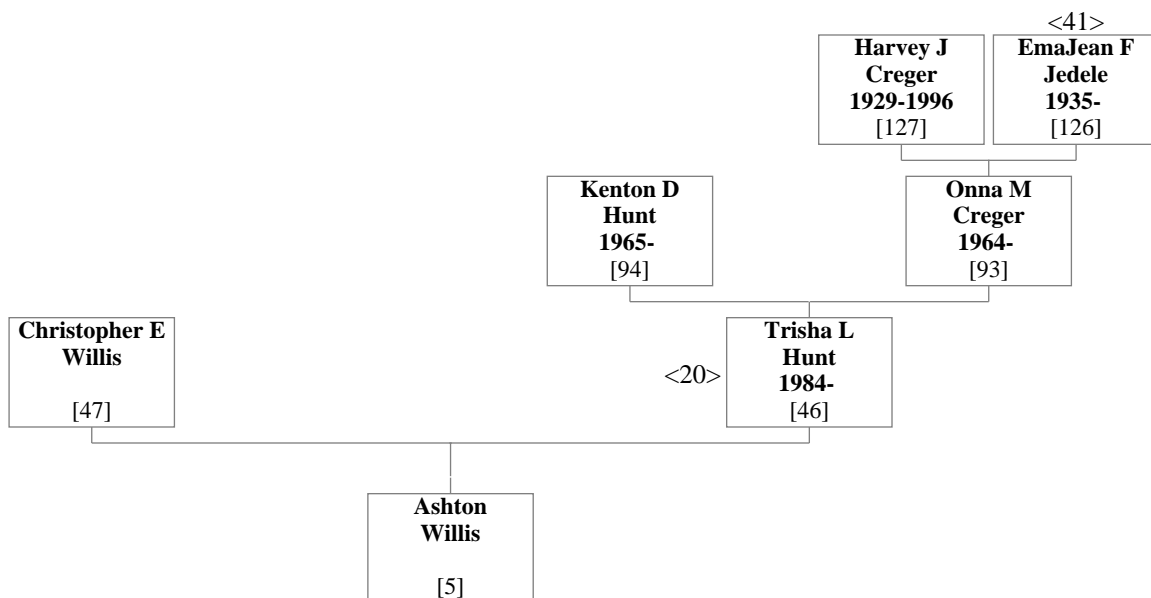 <41>
Harvey J
Creger
1929-1996
[127]
EmaJean F
Jedele
1935-
[126]
Kenton D
Hunt
1965-
[94]
Onna M
Creger
1964-
[93]
Christopher E
Willis
[47]
<20>
Trisha L
Hunt
1984-
[46]
Ashton
Willis
[5]